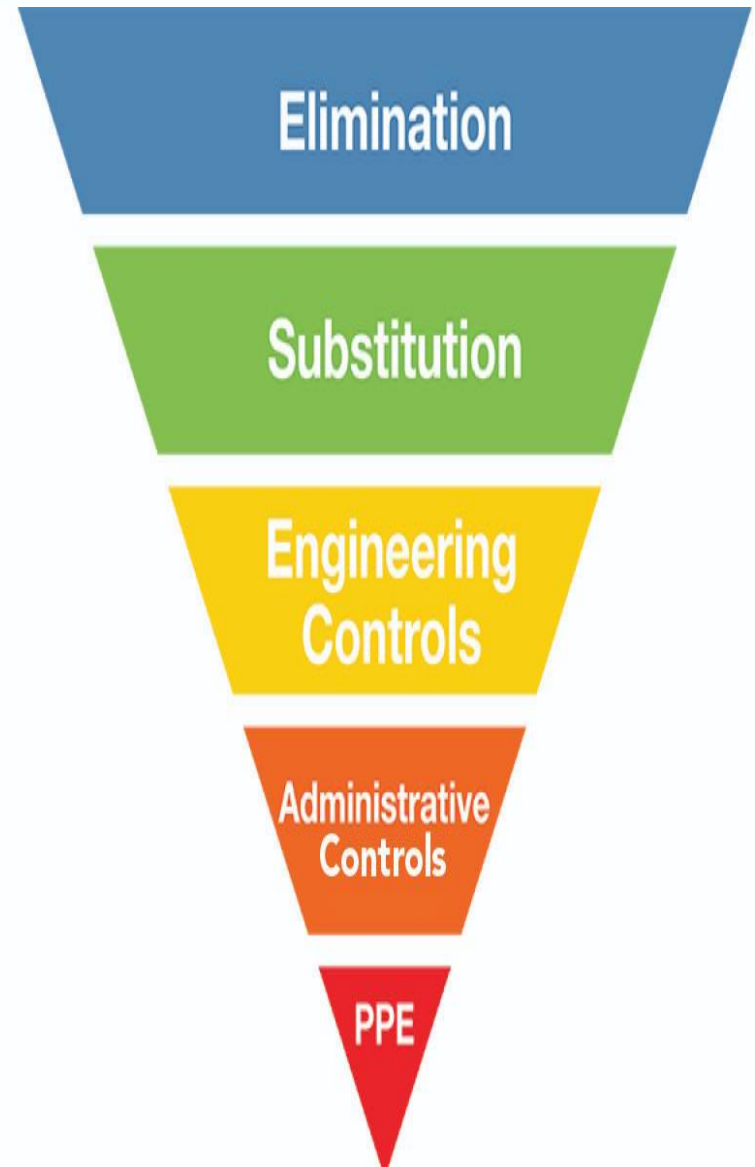 Elimination
Substitution
Engineering
Controls
Administrative
Controls
PPE